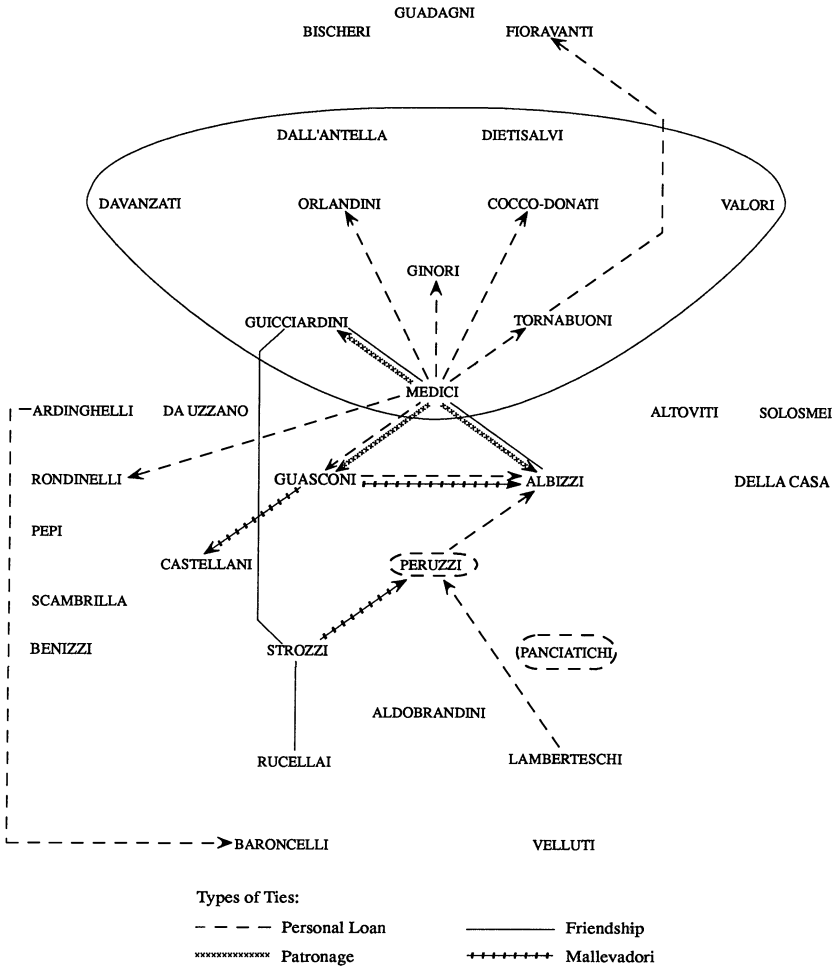 GUADAGNI
BISCHERI FIORAVANTI
DALL'ANTELLA DIETISALVI
DAVANZATI ORLANDINI COCCO-DONATI VALORI
GINORI
GUICCIARDINI TORNABUONI
MEDICI
ARDINGHELLI DA UZZANO ALTOVITI SOLOSMEI
RONDINELLI GUASCONI ALBIZZI DELLA CASA
PEPI
CASTELLANI PERUZZI
SCAMBRILLA
BENIZZI STROZZI PANCIATICHI
ALDOBRANDINI
RUCELLAI LAMBERTESCHI
BARONCELLI VELLUTI
Types of Ties:
Personal Loan Friendship
Patronage Mallevadori